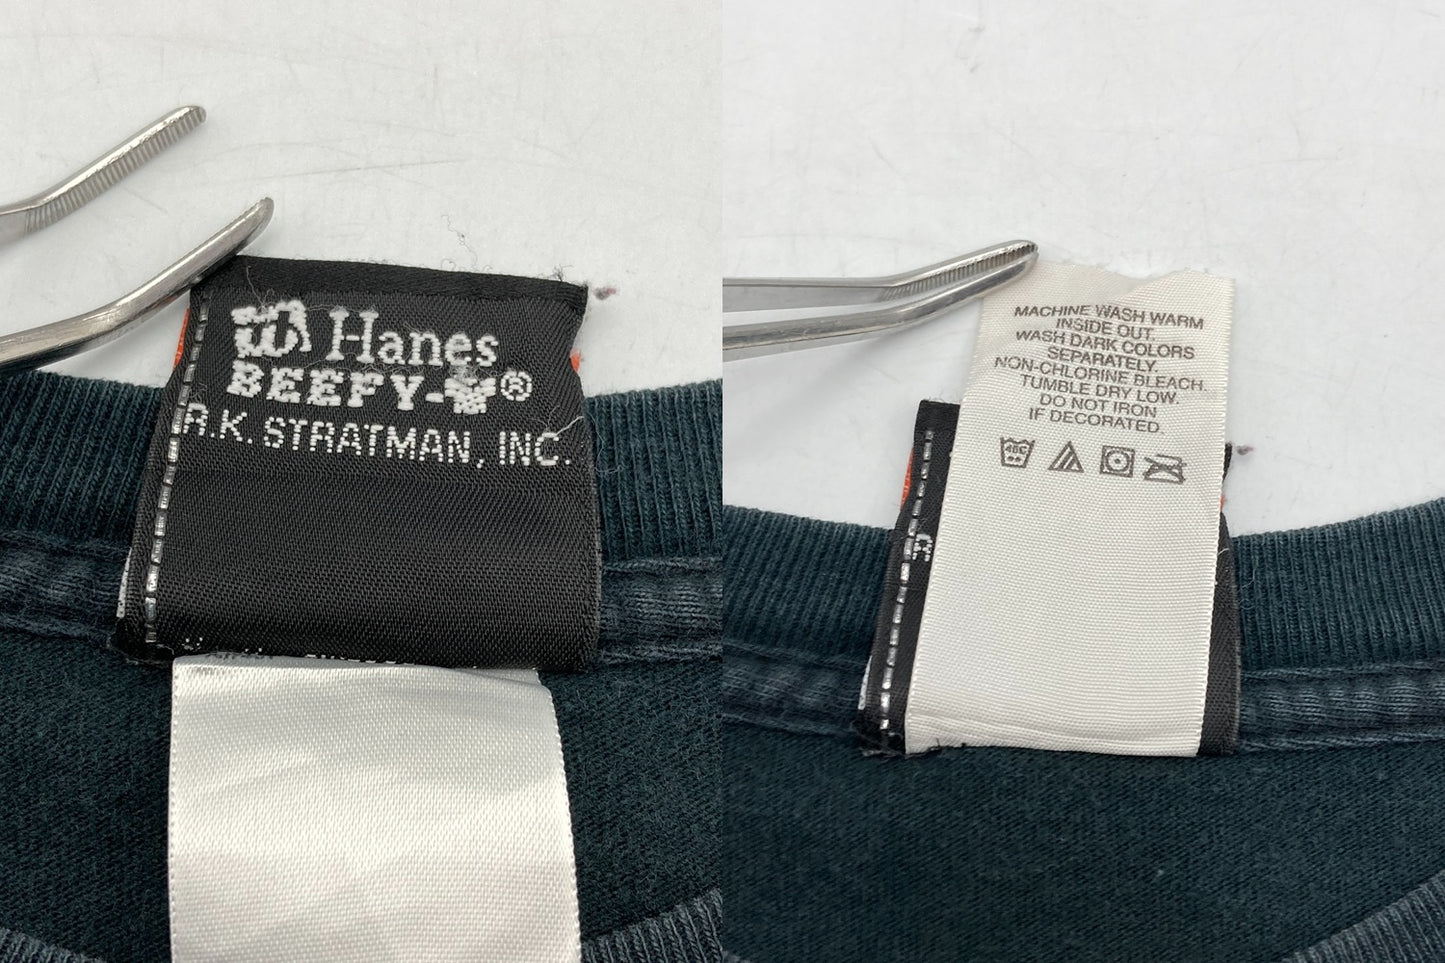 Hanes
BEEFY-
®
R.K. STRATMAN, INC.
MACHINE WASH WARM
INSIDE OUT.
WASH DARK COLORS
SEPARATELY.
NON-CHLORINE BLEACH.
TUMBLE DRY LOW.
DO NOT IRON
IF DECORATED.
40C
R